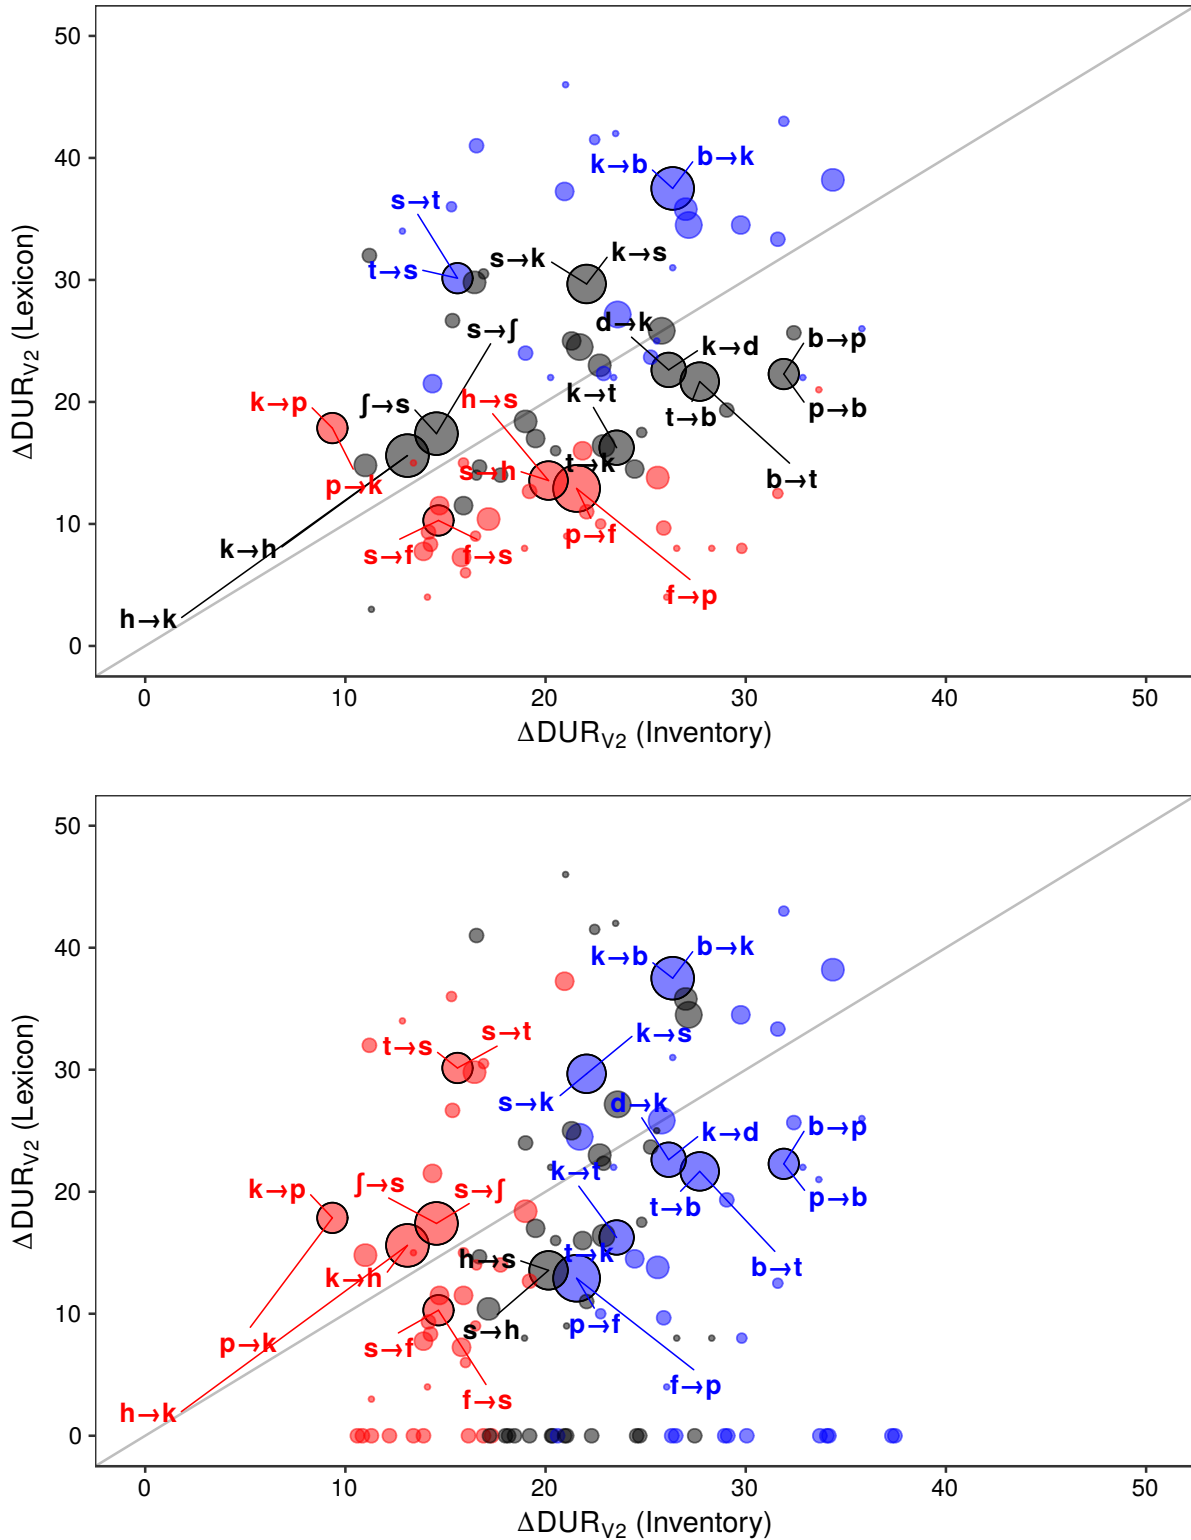 50
40
30
20
10
0
ΔDUR_V2 (Lexicon)
k→b
b→k
s→t
t→s
s→k
k→s
s→ʃ
d→k
k→d
b→p
k→p
ʃ→s
h→s
k→t
t→b
p→b
p→k
s→h
t→k
b→t
k→h
s→f
f→s
p→f
f→p
h→k
0
10
20
30
40
50
ΔDUR_V2 (Inventory)
50
40
30
20
10
0
ΔDUR_V2 (Lexicon)
k→b
b→k
t→s
s→t
k→s
s→k
d→k
k→d
b→p
k→p
ʃ→s
s→ʃ
k→t
t→b
p→b
k→h
h→s
t→k
b→t
p→k
s→f
s→h
p→f
f→s
f→p
h→k
0
10
20
30
40
50
ΔDUR_V2 (Inventory)